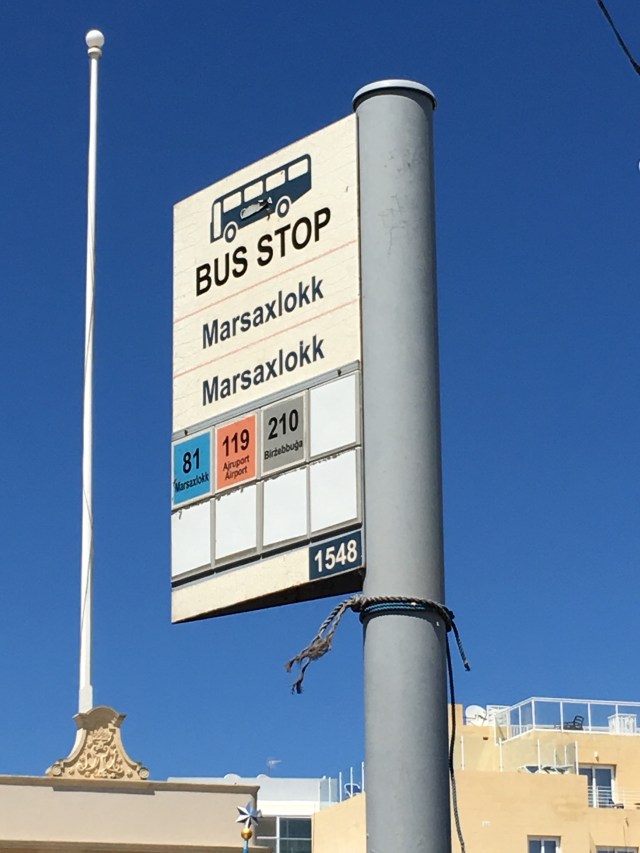 BUS STOP
Marsaxlokk
Marsaxlokk
81
Marsaxlokk
119
Ajruport
Airport
210
Birżebbuġa
1548